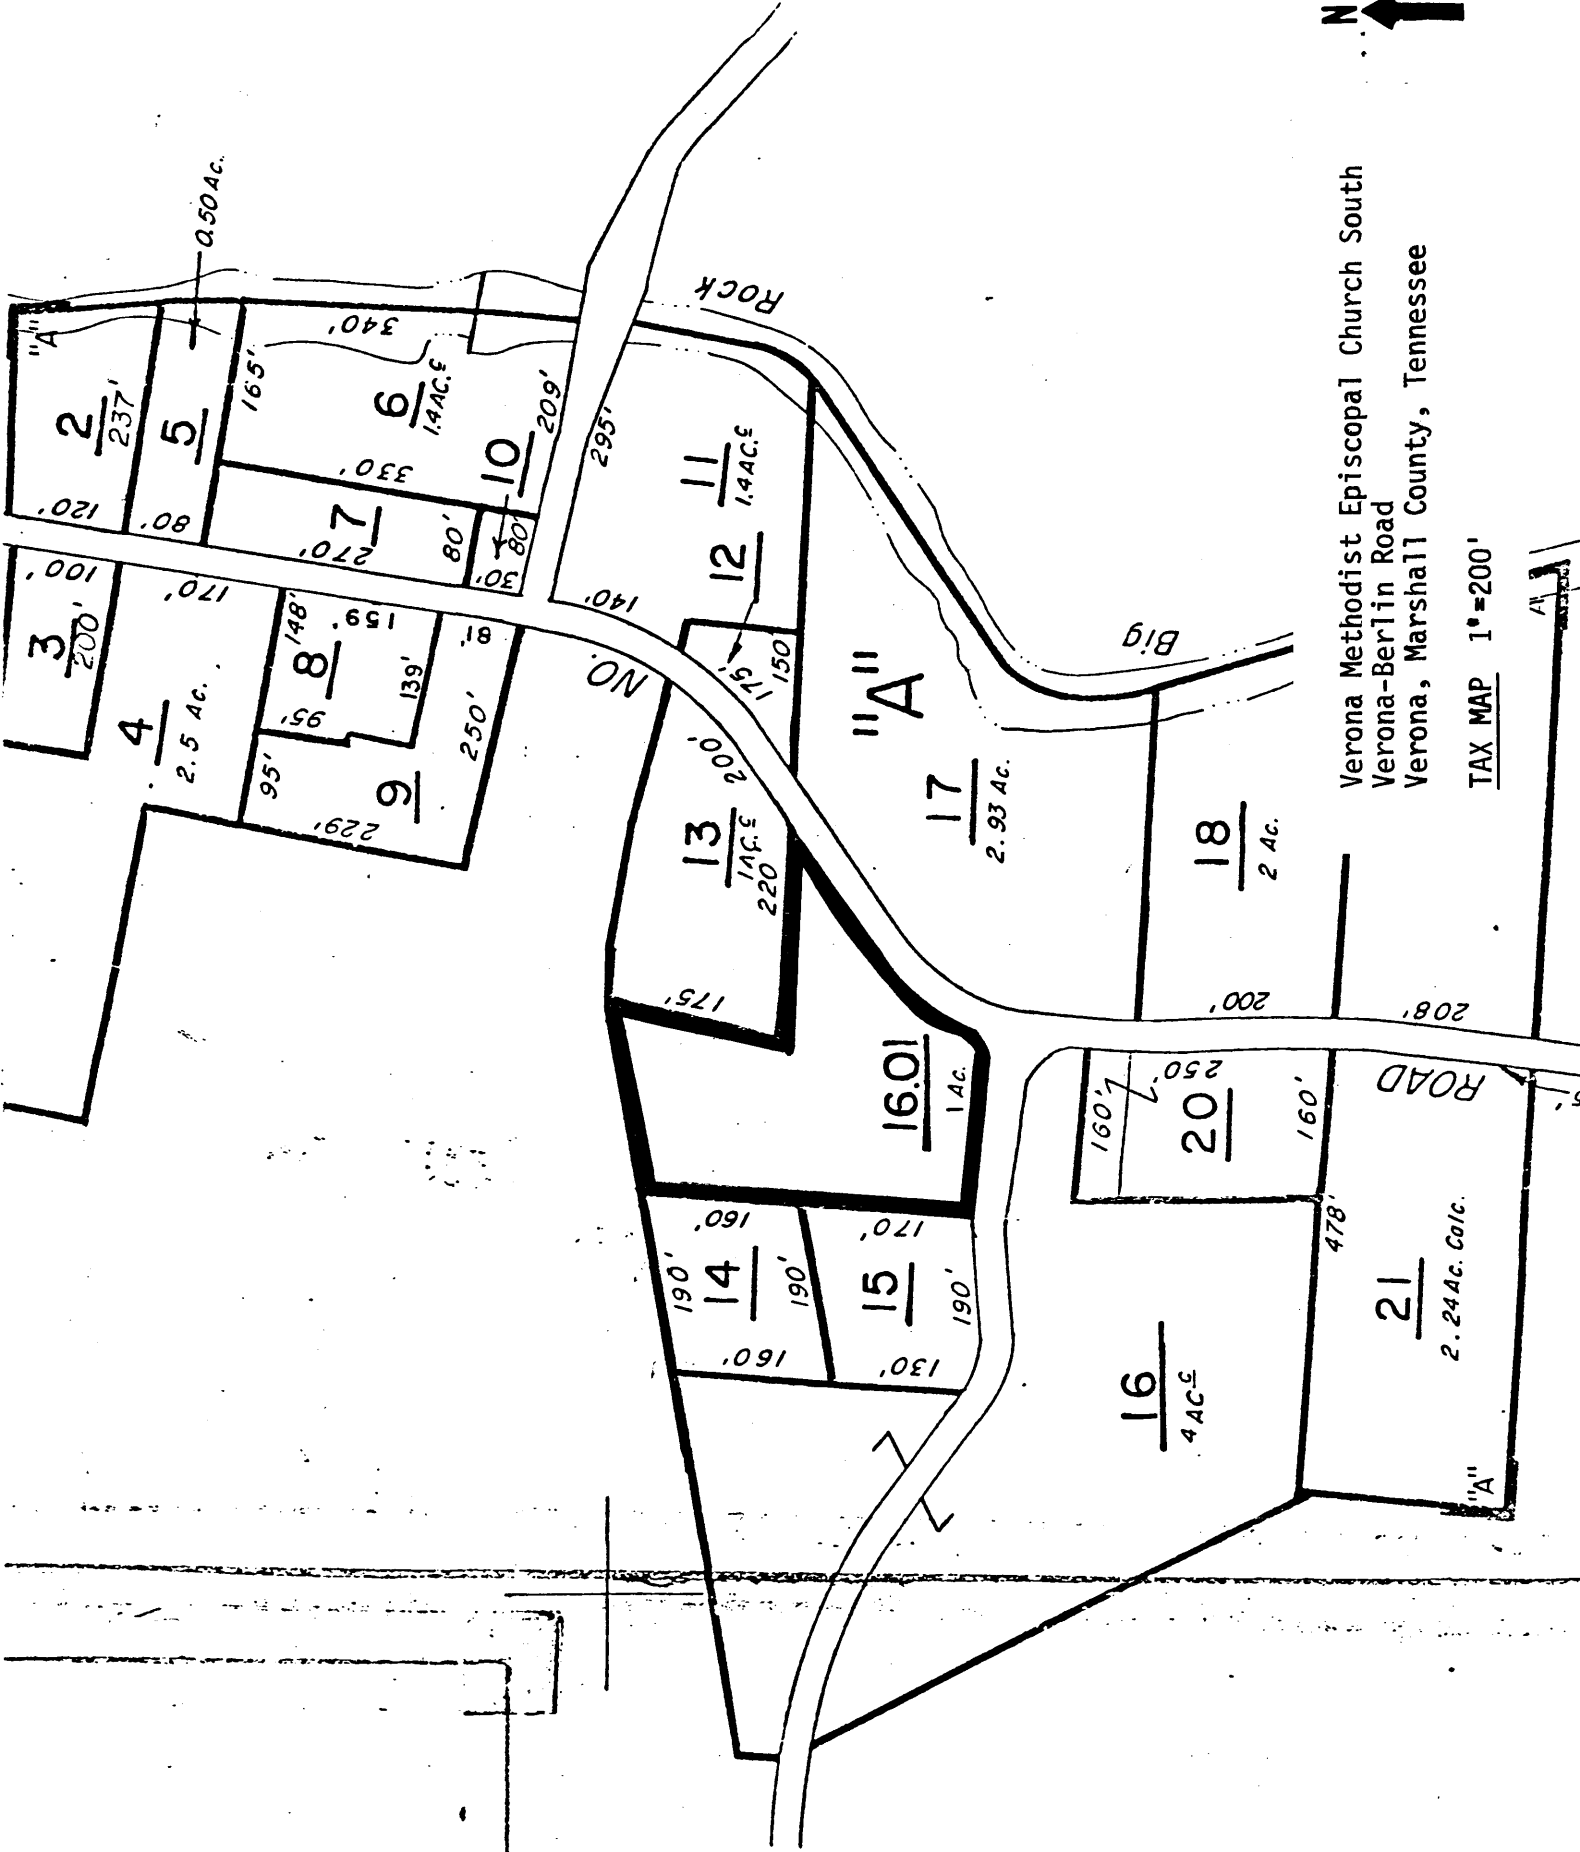 N
Verona Methodist Episcopal Church South
Verona-Berlin Road
Verona, Marshall County, Tennessee
TAX MAP 1"=200'
"A"
2
237'
120'
0.50 Ac.
5
80'
165'
340'
6
1.4 AC. C
330'
7
270'
80'
10
209'
30'
80'
3
200'
100'
170'
4
2.5 Ac.
148'
8
159'
139'
95'
81'
95'
9
250'
229'
295'
11
1.4 AC. C
140'
12
175'
150'
NO.
Rock
"A"
13
1 AC. C
200'
220
175'
17
2.93 Ac.
Big
18
2 Ac.
200'
208'
16.01
1 Ac.
ROAD
160'
250'
20
160'
14
160'
190'
190'
160'
15
170'
190'
130'
16
4 AC C
478'
21
2.24 Ac. Calc.
"A"
A"